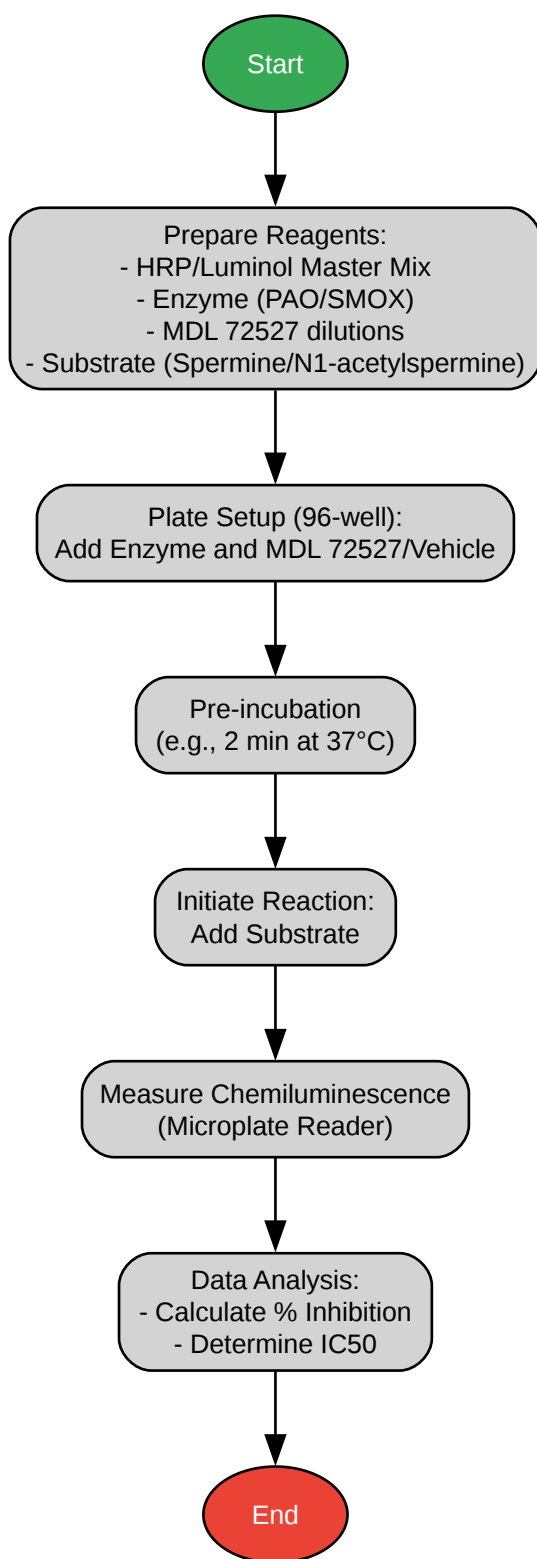 Start
Prepare Reagents:
- HRP/Luminol Master Mix
- Enzyme (PAO/SMOX)
- MDL 72527 dilutions
- Substrate (Spermine/N1-acetylspermine)
Plate Setup (96-well):
Add Enzyme and MDL 72527/Vehicle
Pre-incubation
(e.g., 2 min at 37°C)
Initiate Reaction:
Add Substrate
Measure Chemiluminescence
(Microplate Reader)
Data Analysis:
- Calculate % Inhibition
- Determine IC50
End